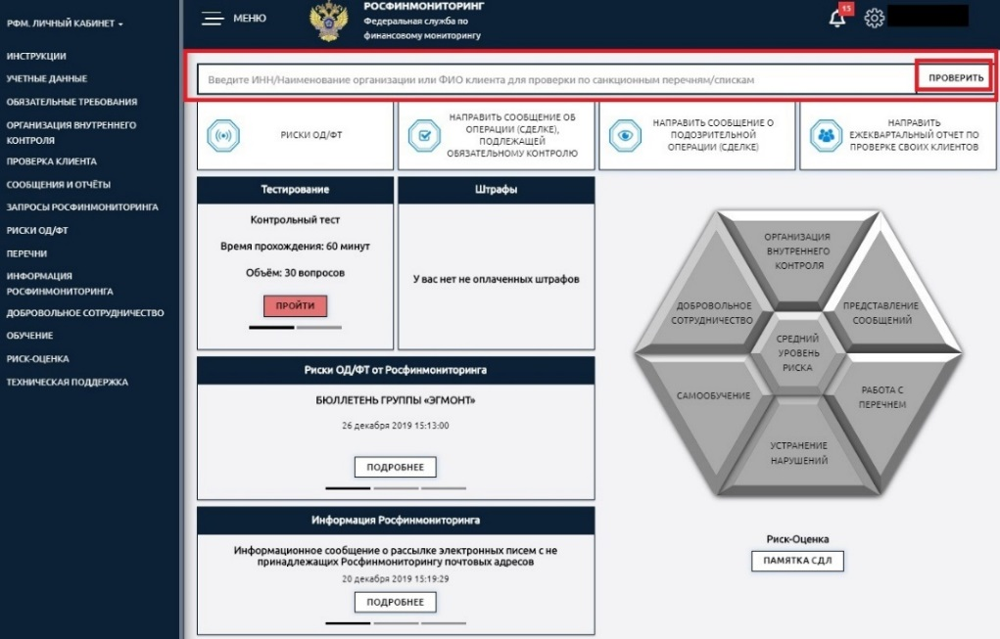 РФМ. ЛИЧНЫЙ КАБИНЕТ
ИНСТРУКЦИИ
УЧЕТНЫЕ ДАННЫЕ
ОБЯЗАТЕЛЬНЫЕ ТРЕБОВАНИЯ
ОРГАНИЗАЦИЯ ВНУТРЕННЕГО
КОНТРОЛЯ
ПРОВЕРКА КЛИЕНТА
СООБЩЕНИЯ И ОТЧЁТЫ
ЗАПРОСЫ РОСФИНМОНИТОРИНГА
РИСКИ ОД/ФТ
ПЕРЕЧНИ
ИНФОРМАЦИЯ
РОСФИНМОНИТОРИНГА
ДОБРОВОЛЬНОЕ СОТРУДНИЧЕСТВО
ОБУЧЕНИЕ
РИСК-ОЦЕНКА
ТЕХНИЧЕСКАЯ ПОДДЕРЖКА
МЕНЮ
РОСФИНМОНИТОРИНГ
Федеральная служба по
финансовому мониторингу
15
Введите ИНН/Наименование организации или ФИО клиента для проверки по санкционным перечням/спискам
ПРОВЕРИТЬ
РИСКИ ОД/ФТ
НАПРАВИТЬ СООБЩЕНИЕ ОБ
ОПЕРАЦИИ (СДЕЛКЕ),
ПОДЛЕЖАЩЕЙ
ОБЯЗАТЕЛЬНОМУ КОНТРОЛЮ
НАПРАВИТЬ СООБЩЕНИЕ О
ПОДОЗРИТЕЛЬНОЙ
ОПЕРАЦИИ (СДЕЛКЕ)
НАПРАВИТЬ
ЕЖЕКВАРТАЛЬНЫЙ ОТЧЕТ ПО
ПРОВЕРКЕ СВОИХ КЛИЕНТОВ
Тестирование
Контрольный тест
Время прохождения: 60 минут
Объём: 30 вопросов
ПРОЙТИ
Штрафы
У вас нет не оплаченных штрафов
Риски ОД/ФТ от Росфинмониторинга
БЮЛЛЕТЕНЬ ГРУППЫ «ЭГМОНТ»
26 декабря 2019 15:13:00
ПОДРОБНЕЕ
Информация Росфинмониторинга
Информационное сообщение о рассылке электронных писем с не
принадлежащих Росфинмониторингу почтовых адресов
20 декабря 2019 15:19:29
ПОДРОБНЕЕ
ОРГАНИЗАЦИЯ
ВНУТРЕННЕГО
КОНТРОЛЯ
ДОБРОВОЛЬНОЕ
СОТРУДНИЧЕСТВО
ПРЕДСТАВЛЕНИЕ
СООБЩЕНИЙ
СРЕДНИЙ
УРОВЕНЬ
РИСКА
САМООБУЧЕНИЕ
РАБОТА С
ПЕРЕЧНЕМ
УСТРАНЕНИЕ
НАРУШЕНИЙ
Риск-Оценка
ПАМЯТКА СДЛ